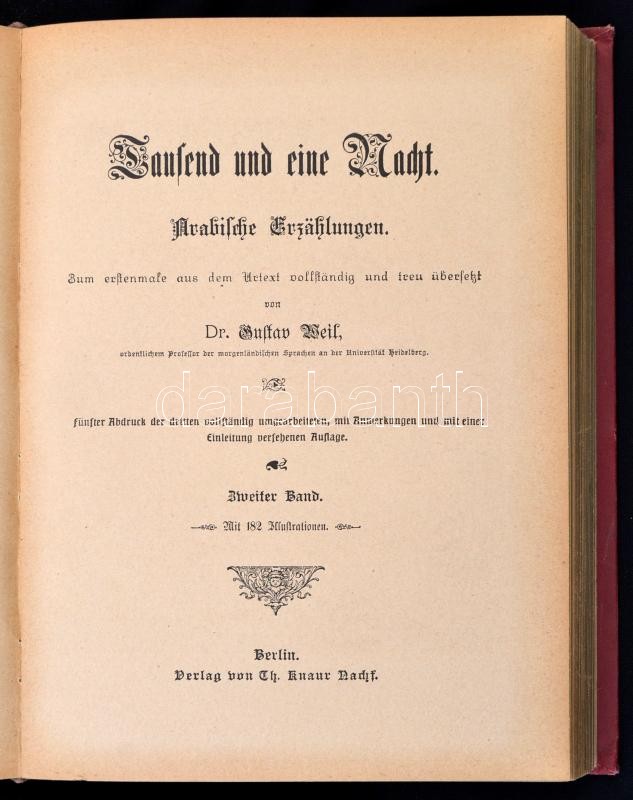 Tausend und eine Nacht.
Arabische Erzählungen.
Zum erstenmale aus dem Urtext vollständig und treu übersetzt
von
Dr. Gustav Weil,
ordentlichem Professor der morgenländischen Sprachen an der Universität Heidelberg.
darabanth
Fünfter Abdruck der dritten vollständig umgearbeiteten, mit Anmerkungen und mit einer
Einleitung versehenen Auflage.
Zweiter Band.
Mit 182 Illustrationen.
Berlin.
Verlag von Th. Knaur Nachf.